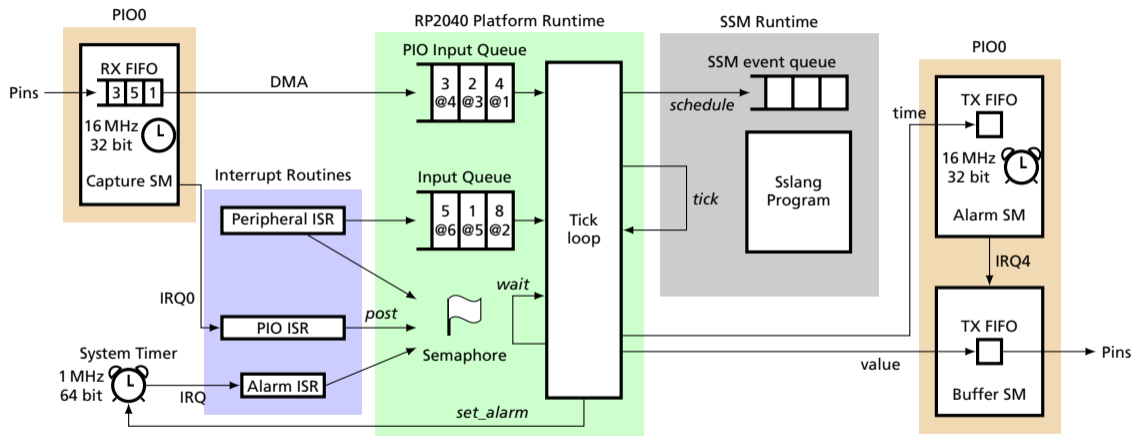 PIO0
RP2040 Platform Runtime
SSM Runtime
PIO0
RX FIFO
3 5 1
Pins
16 MHz
32 bit
Capture SM
DMA
PIO Input Queue
3 2 4
@4 @3 @1
SSM event queue
schedule
time
TX FIFO
16 MHz
32 bit
Alarm SM
Interrupt Routines
Peripheral ISR
Input Queue
5 1 8
@6 @5 @2
Tick
loop
tick
Sslang
Program
IRQ4
IRQ0
PIO ISR
post
wait
Semaphore
TX FIFO
Pins
value
Buffer SM
System Timer
1 MHz
64 bit
IRQ
Alarm ISR
set_alarm